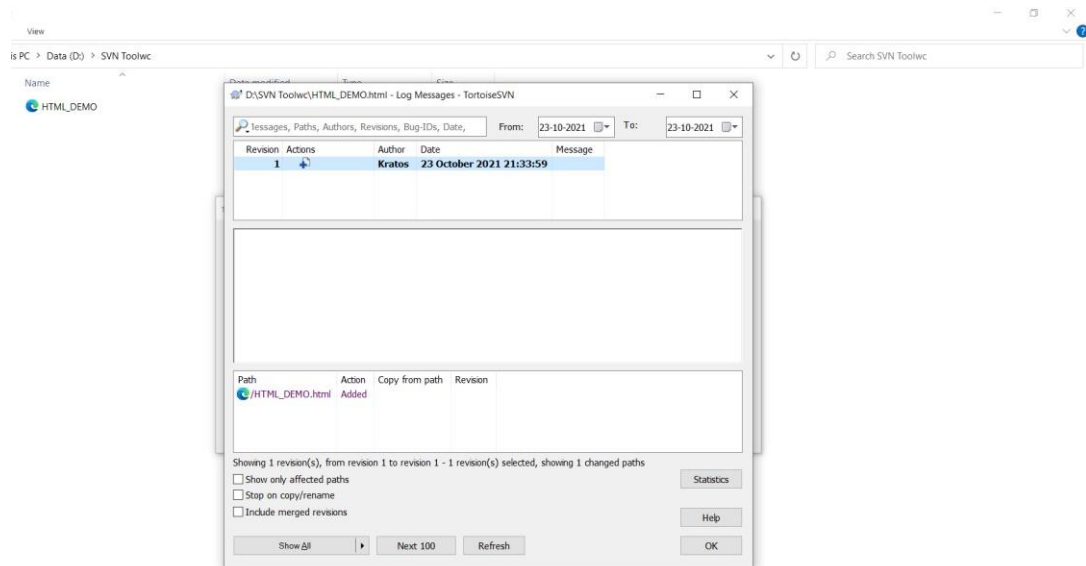 View
is PC > Data (D:) > SVN Toolwc
Search SVN Toolwc
Name
Date modified Type Size
HTML_DEMO
D:\SVN Toolwc\HTML_DEMO.html - Log Messages - TortoiseSVN
lessages, Paths, Authors, Revisions, Bug-IDs, Date,
From: 23-10-2021 To: 23-10-2021
Revision Actions Author Date Message
1 Kratos 23 October 2021 21:33:59
Path Action Copy from path Revision
/HTML_DEMO.html Added
Showing 1 revision(s), from revision 1 to revision 1 - 1 revision(s) selected, showing 1 changed paths
Show only affected paths
Statistics
Stop on copy/rename
Include merged revisions
Help
Show All Next 100 Refresh OK